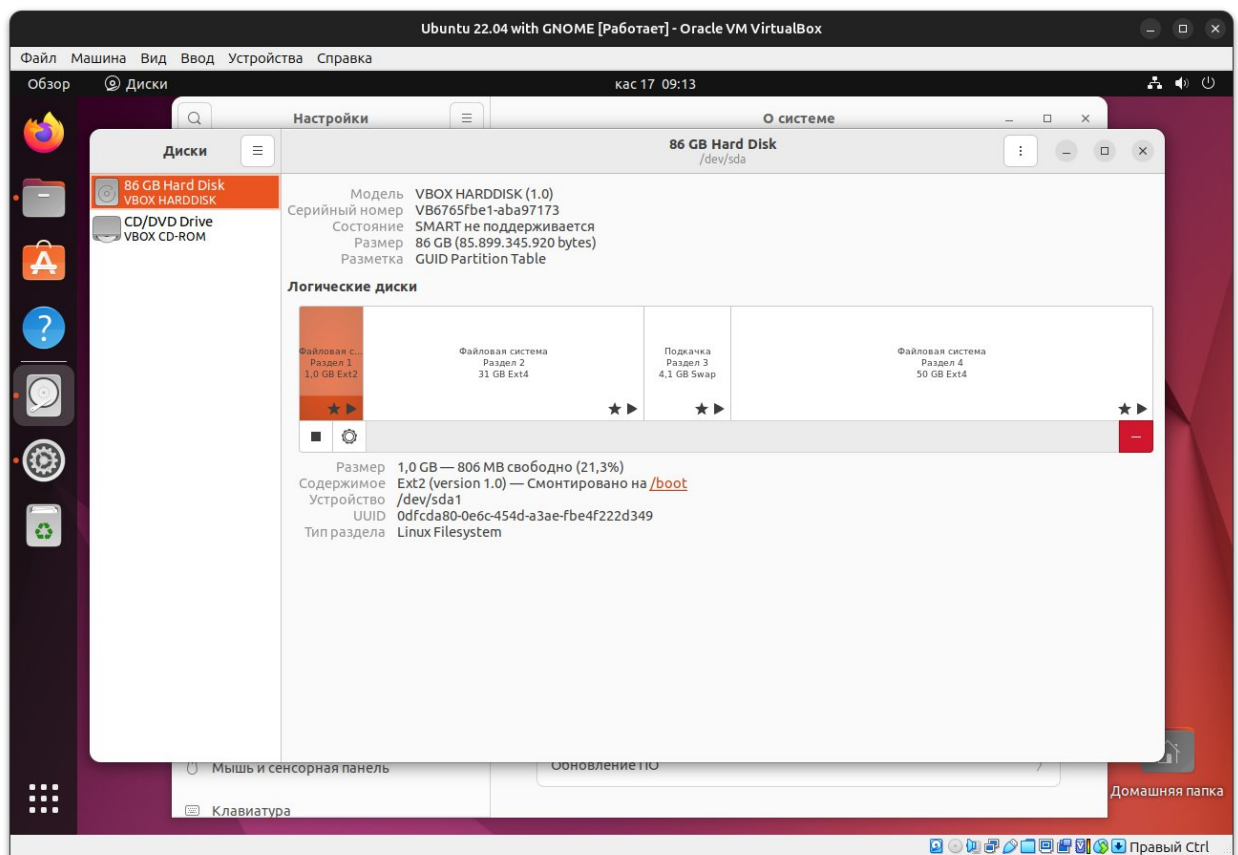 Ubuntu 22.04 with GNOME [Работает] - Oracle VM VirtualBox
Файл Машина Вид Ввод Устройства Справка
Обзор Диски кас 17 09:13
Настройки О системе
Диски 86 GB Hard Disk
/dev/sda
86 GB Hard Disk
VBOX HARDDISK
CD/DVD Drive
VBOX CD-ROM
Модель VBOX HARDDISK (1.0)
Серийный номер VB6765fbe1-aba97173
Состояние SMART не поддерживается
Размер 86 GB (85.899.345.920 bytes)
Разметка GUID Partition Table
Логические диски
Файловая с...
Раздел 1
1,0 GB Ext2
Файловая система
Раздел 2
31 GB Ext4
Подкачка
Раздел 3
4,1 GB Swap
Файловая система
Раздел 4
50 GB Ext4
Размер 1,0 GB — 806 MB свободно (21,3%)
Содержимое Ext2 (version 1.0) — Смонтировано на /boot
Устройство /dev/sda1
UUID 0dfcda80-0e6c-454d-a3ae-fbe4f222d349
Тип раздела Linux Filesystem
Мышь и сенсорная панель Обновление ПО
Клавиатура
Домашняя папка
Правый Ctrl